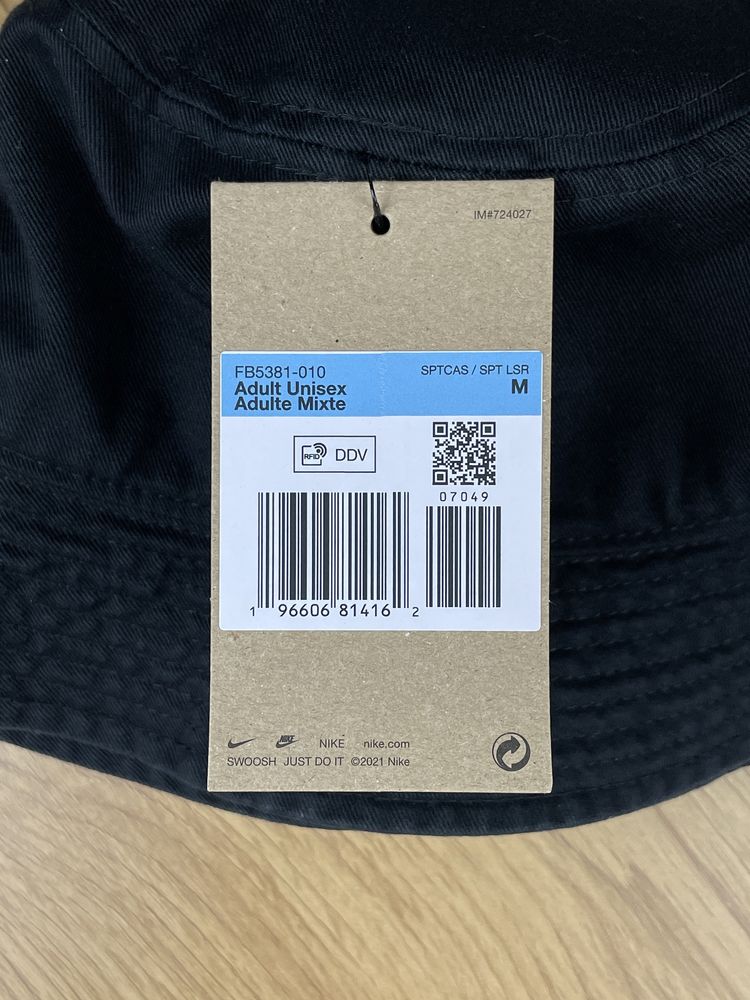 IM#724027
FB5381-010
SPTCAS / SPT LSR
Adult Unisex
M
Adulte Mixte
RFID DDV
07049
1 96606 81416 2
NIKE NIKE nike.com
SWOOSH JUST DO IT ©2021 Nike